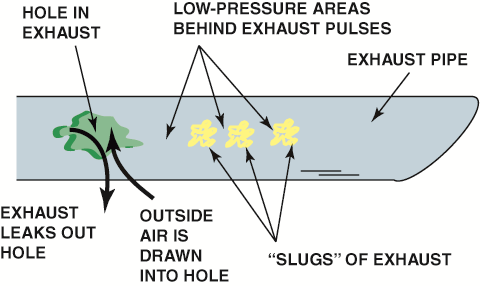 HOLE IN
EXHAUST
LOW-PRESSURE AREAS
BEHIND EXHAUST PULSES
EXHAUST PIPE
EXHAUST
LEAKS OUT
HOLE
OUTSIDE
AIR IS
DRAWN
INTO HOLE
“SLUGS” OF EXHAUST